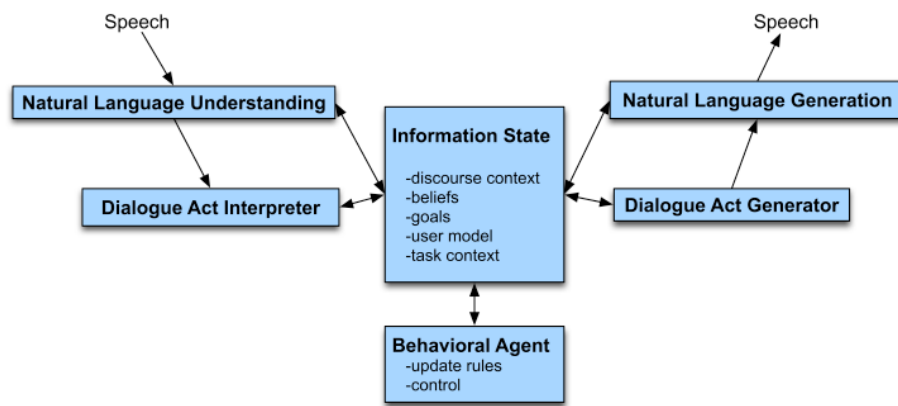 Speech
Speech
Natural Language Understanding
Natural Language Generation
Information State
-discourse context
-beliefs
-goals
-user model
-task context
Dialogue Act Interpreter
Dialogue Act Generator
Behavioral Agent
-update rules
-control